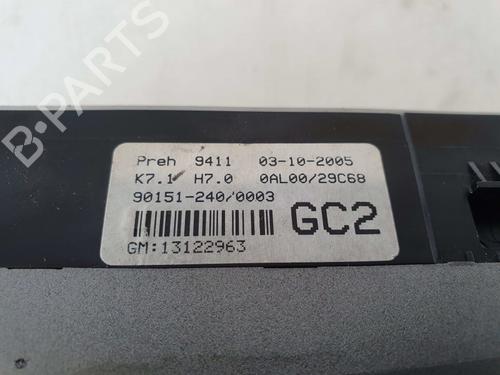 Preh 9411 03-10-2005
K7.1 H7.0 0AL00/29C68
90151-240/0003
GC2
GM:13122963
B-PARTS